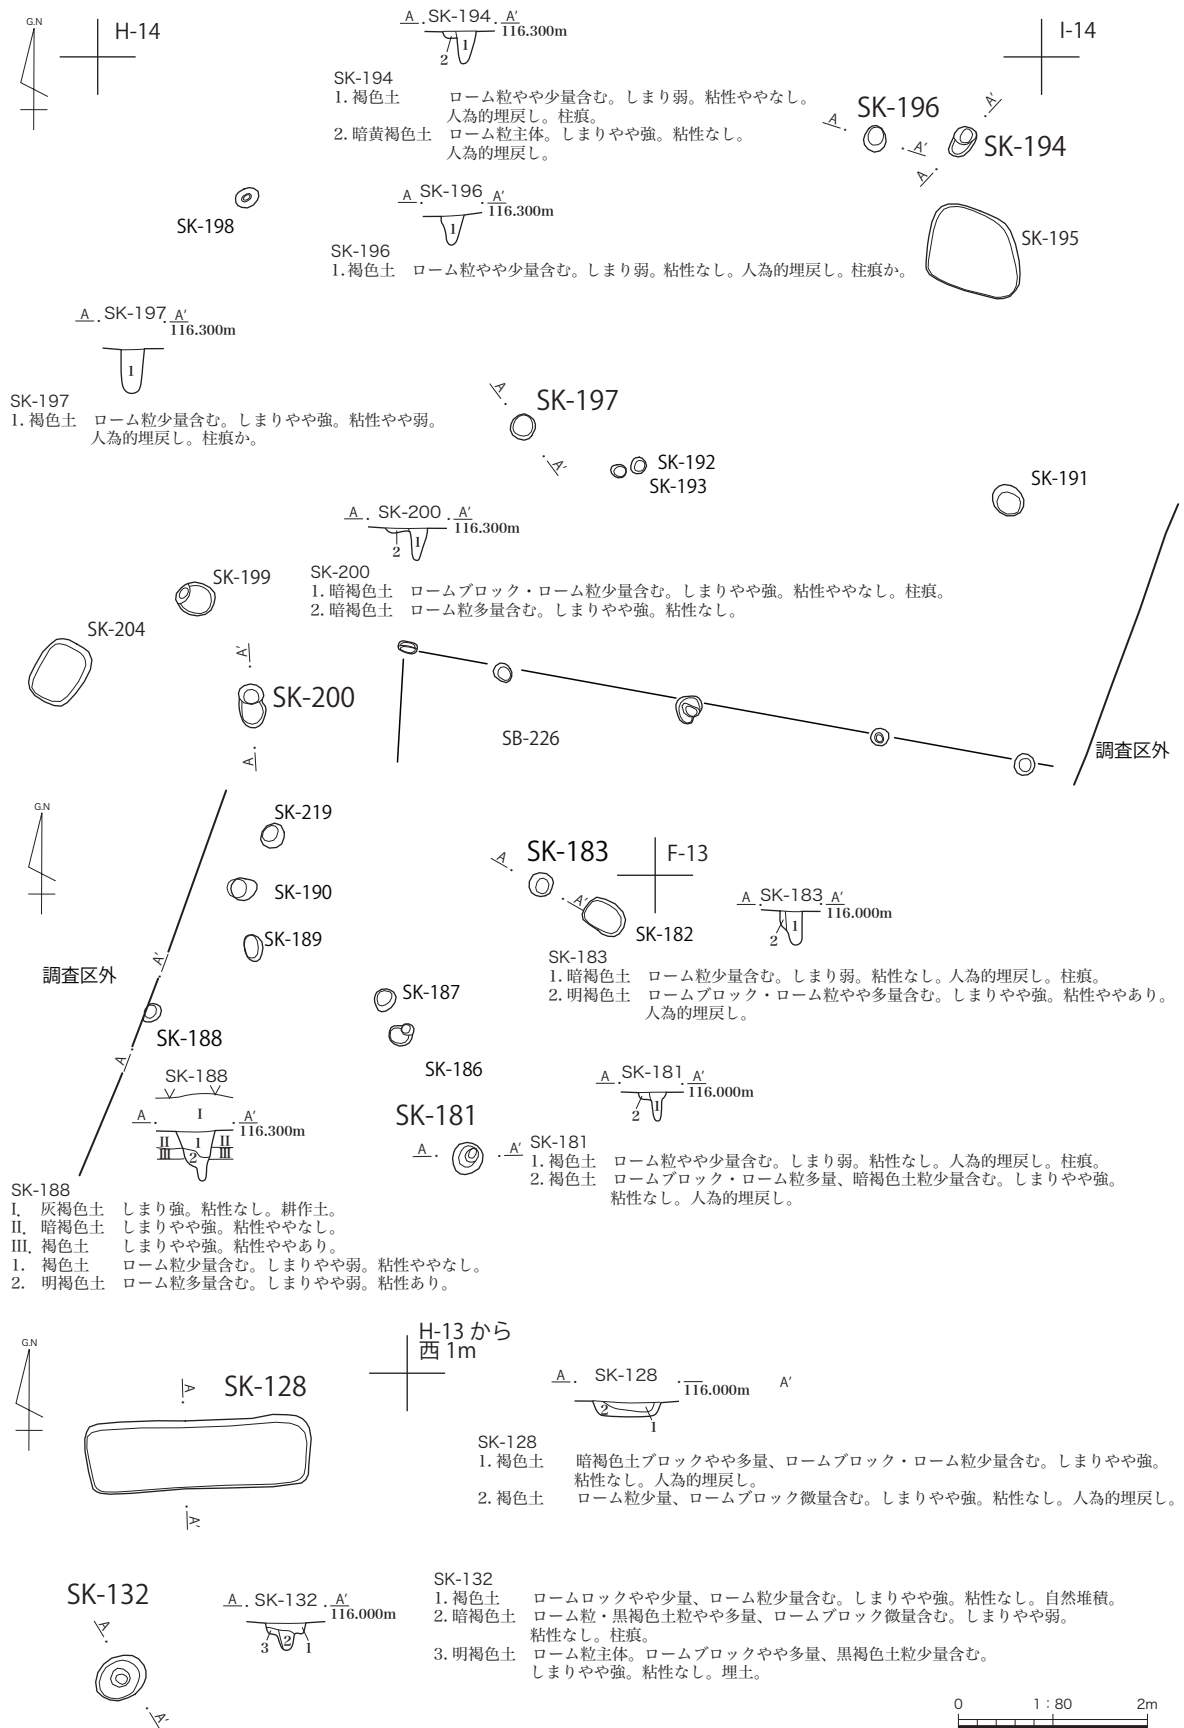 G.N
H-14
A . SK-194 . A′
116.300m
1
2
I-14
SK-194
1. 褐色土 ローム粒やや少量含む。しまり弱。粘性ややなし。
人為的埋戻し。柱痕。
2. 暗黄褐色土 ローム粒主体。しまりやや強。粘性なし。
人為的埋戻し。
SK-196
A
A′
SK-194
A
A′
SK-198
A . SK-196 . A′
116.300m
1
SK-195
SK-196
1. 褐色土 ローム粒やや少量含む。しまり弱。粘性なし。人為的埋戻し。柱痕か。
A . SK-197 . A′
116.300m
1
SK-197
1. 褐色土 ローム粒少量含む。しまりやや強。粘性やや弱。
人為的埋戻し。柱痕か。
A
SK-197
A′
SK-192
SK-193
SK-191
A . SK-200 . A′
116.300m
1
2
SK-199
SK-200
1. 暗褐色土 ロームブロック・ローム粒少量含む。しまりやや強。粘性ややなし。柱痕。
2. 暗褐色土 ローム粒多量含む。しまりやや強。粘性なし。
SK-204
A′
SK-200
A
SB-226
調査区外
G.N
SK-219
SK-190
SK-189
調査区外
A′
SK-188
A
SK-187
SK-186
A
SK-183
A′
F-13
SK-182
A . SK-183 . A′
116.000m
1
2
SK-183
1. 暗褐色土 ローム粒少量含む。しまり弱。粘性なし。人為的埋戻し。柱痕。
2. 明褐色土 ロームブロック・ローム粒やや多量含む。しまりやや強。粘性ややあり。
人為的埋戻し。
SK-188
I
A . . A′
116.300m
II 1 II
III 2 III
A . SK-181 . A′
116.000m
1
2
SK-181
A . . A′
SK-181
1. 褐色土 ローム粒やや少量含む。しまり弱。粘性なし。人為的埋戻し。柱痕。
2. 褐色土 ロームブロック・ローム粒多量、暗褐色土粒少量含む。しまりやや強。
粘性なし。人為的埋戻し。
SK-188
I. 灰褐色土 しまり強。粘性なし。耕作土。
II. 暗褐色土 しまりやや強。粘性ややなし。
III. 褐色土 しまりやや強。粘性ややあり。
1. 褐色土 ローム粒少量含む。しまりやや弱。粘性ややなし。
2. 明褐色土 ローム粒多量含む。しまりやや弱。粘性あり。
G.N
H-13 から
西 1m
A
SK-128
A′
A . SK-128 .
116.000m A′
2
1
SK-128
1. 褐色土 暗褐色土ブロックやや多量、ロームブロック・ローム粒少量含む。しまりやや強。
粘性なし。人為的埋戻し。
2. 褐色土 ローム粒少量、ロームブロック微量含む。しまりやや強。粘性なし。人為的埋戻し。
SK-132
A
A′
A . SK-132 . A′
116.000m
3 2 1
SK-132
1. 褐色土 ロームロックやや少量、ローム粒少量含む。しまりやや強。粘性なし。自然堆積。
2. 暗褐色土 ローム粒・黒褐色土粒やや多量、ロームブロック微量含む。しまりやや弱。
粘性なし。柱痕。
3. 明褐色土 ローム粒主体。ロームブロックやや多量、黒褐色土粒少量含む。
しまりやや強。粘性なし。埋土。
0 1：80 2m